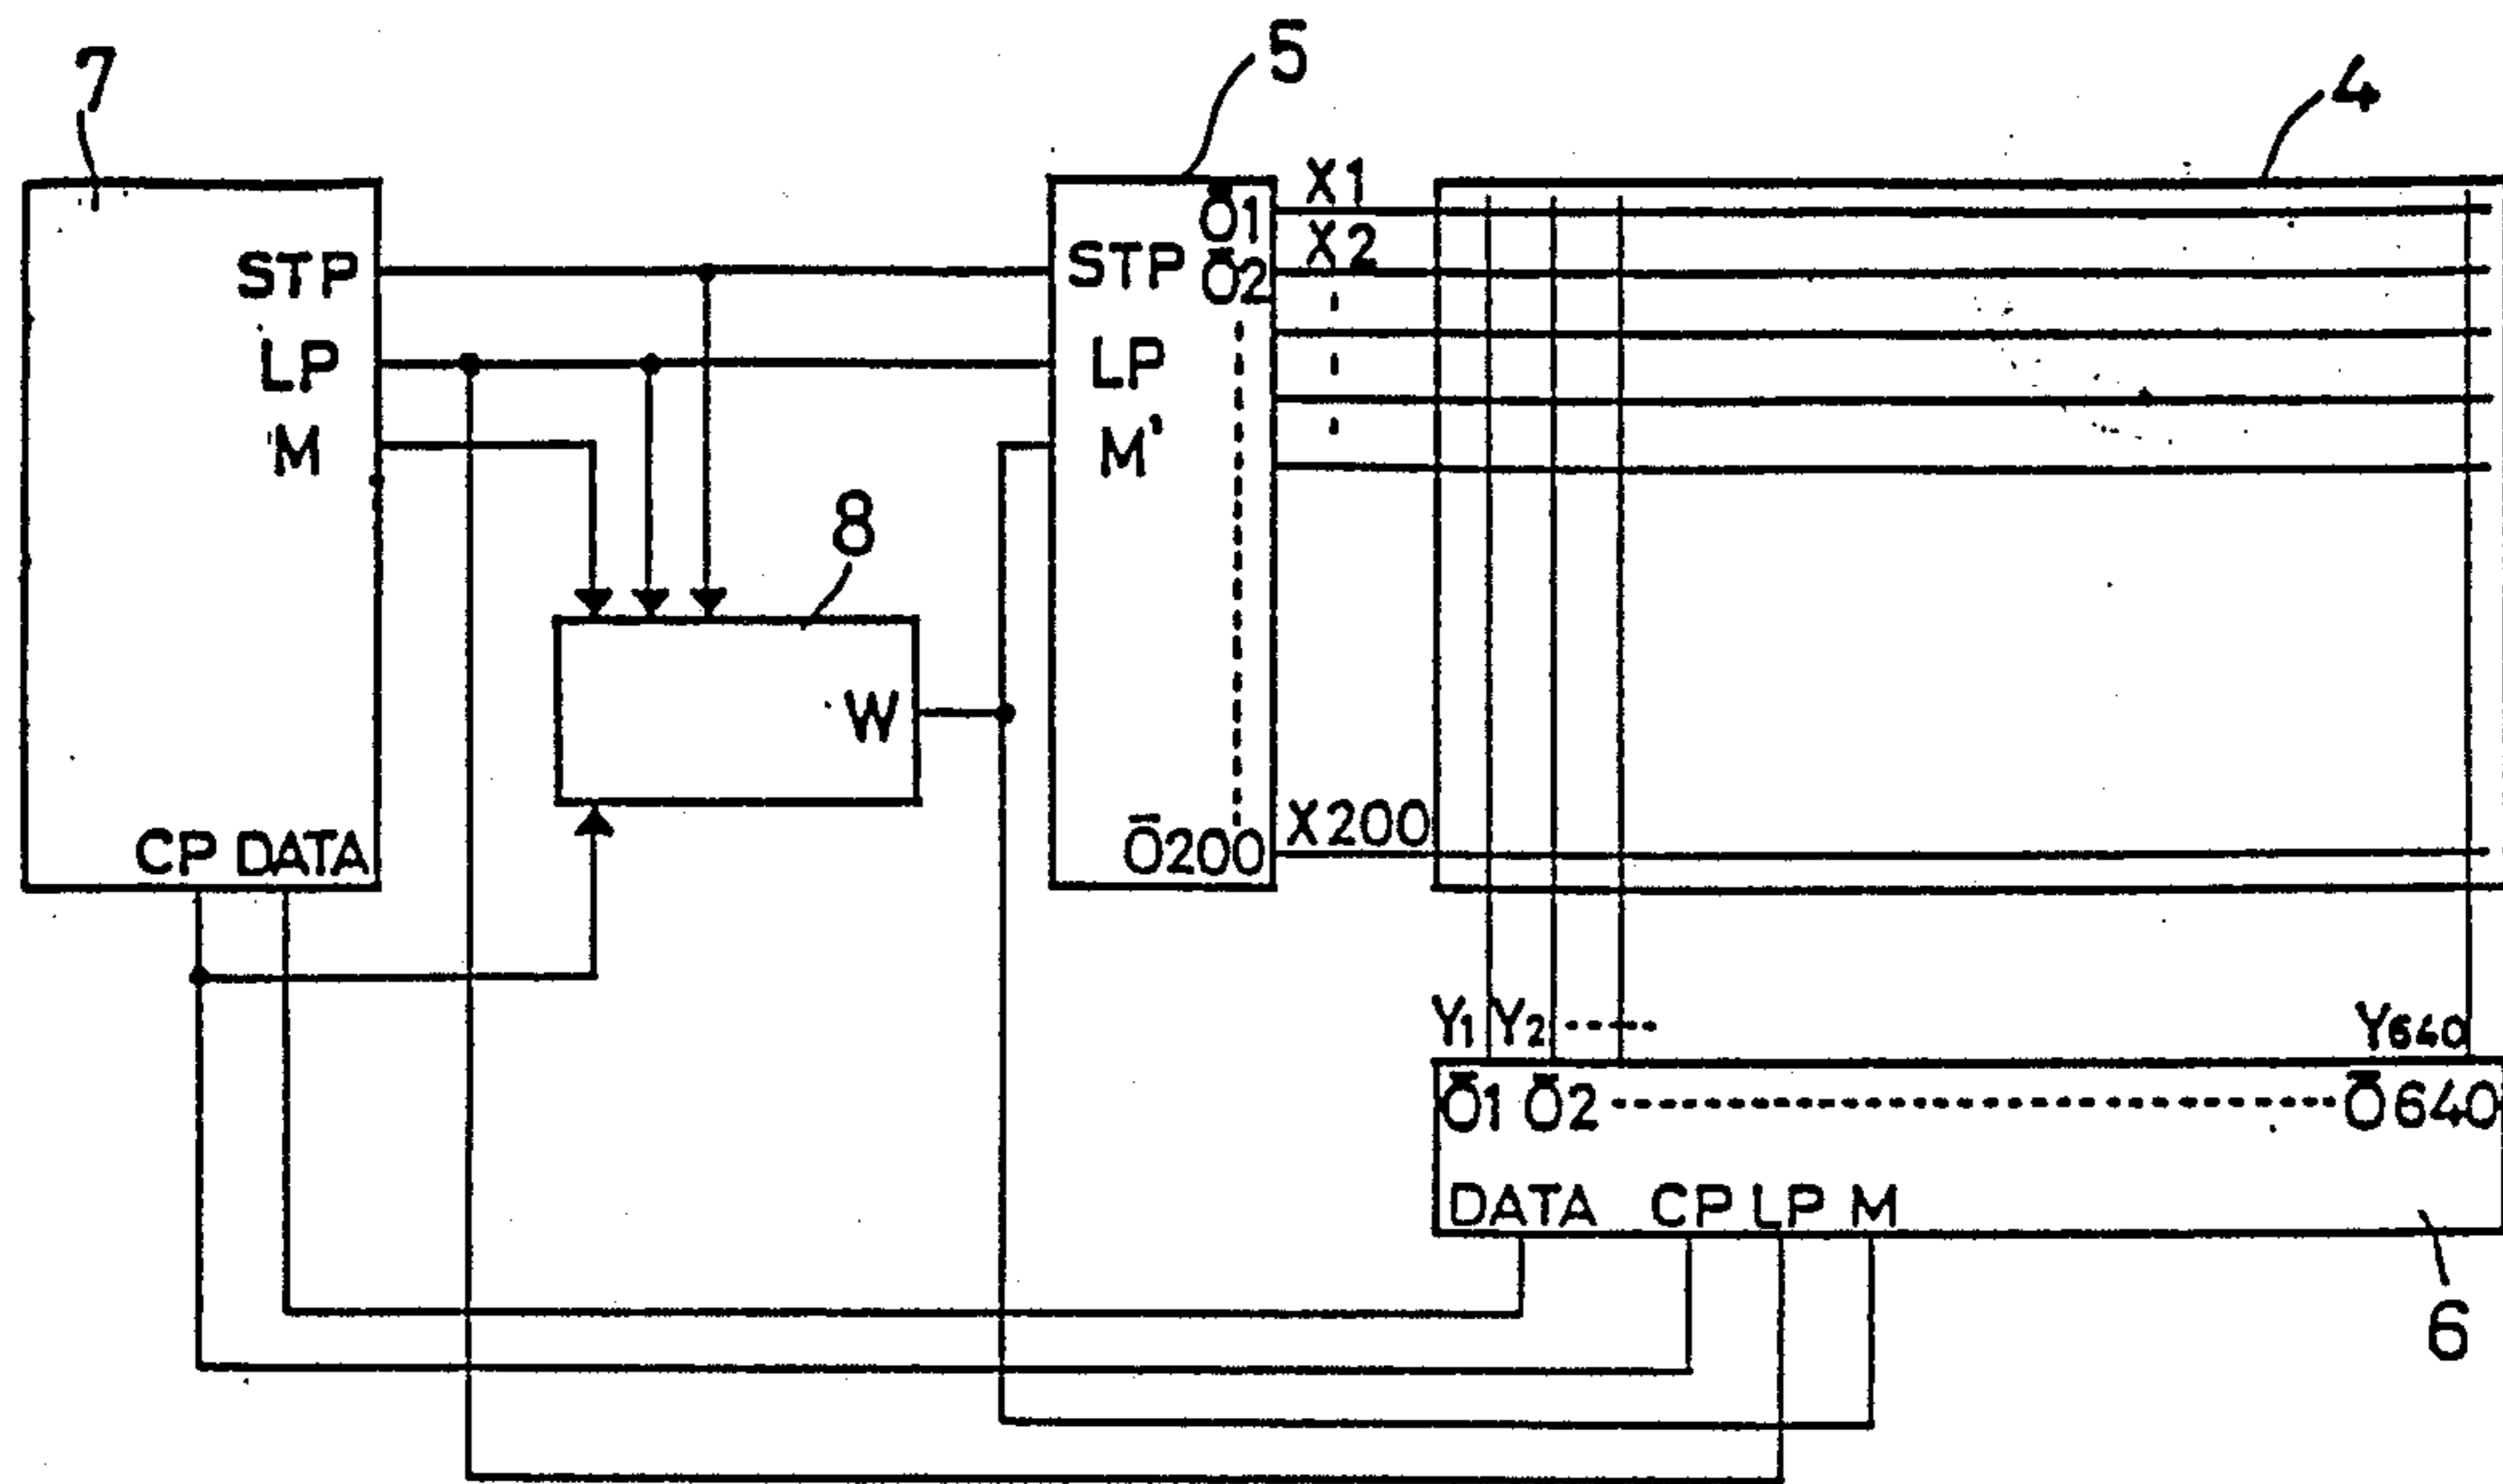 7
5
4
STP
LP
M
CP DATA
8
W
STP
LP
M'
Ō1
Ō2
Ō200
X1
X2
X200
Y1 Y2
Y640
Ō1 Ō2 Ō640
DATA CP LP M
6